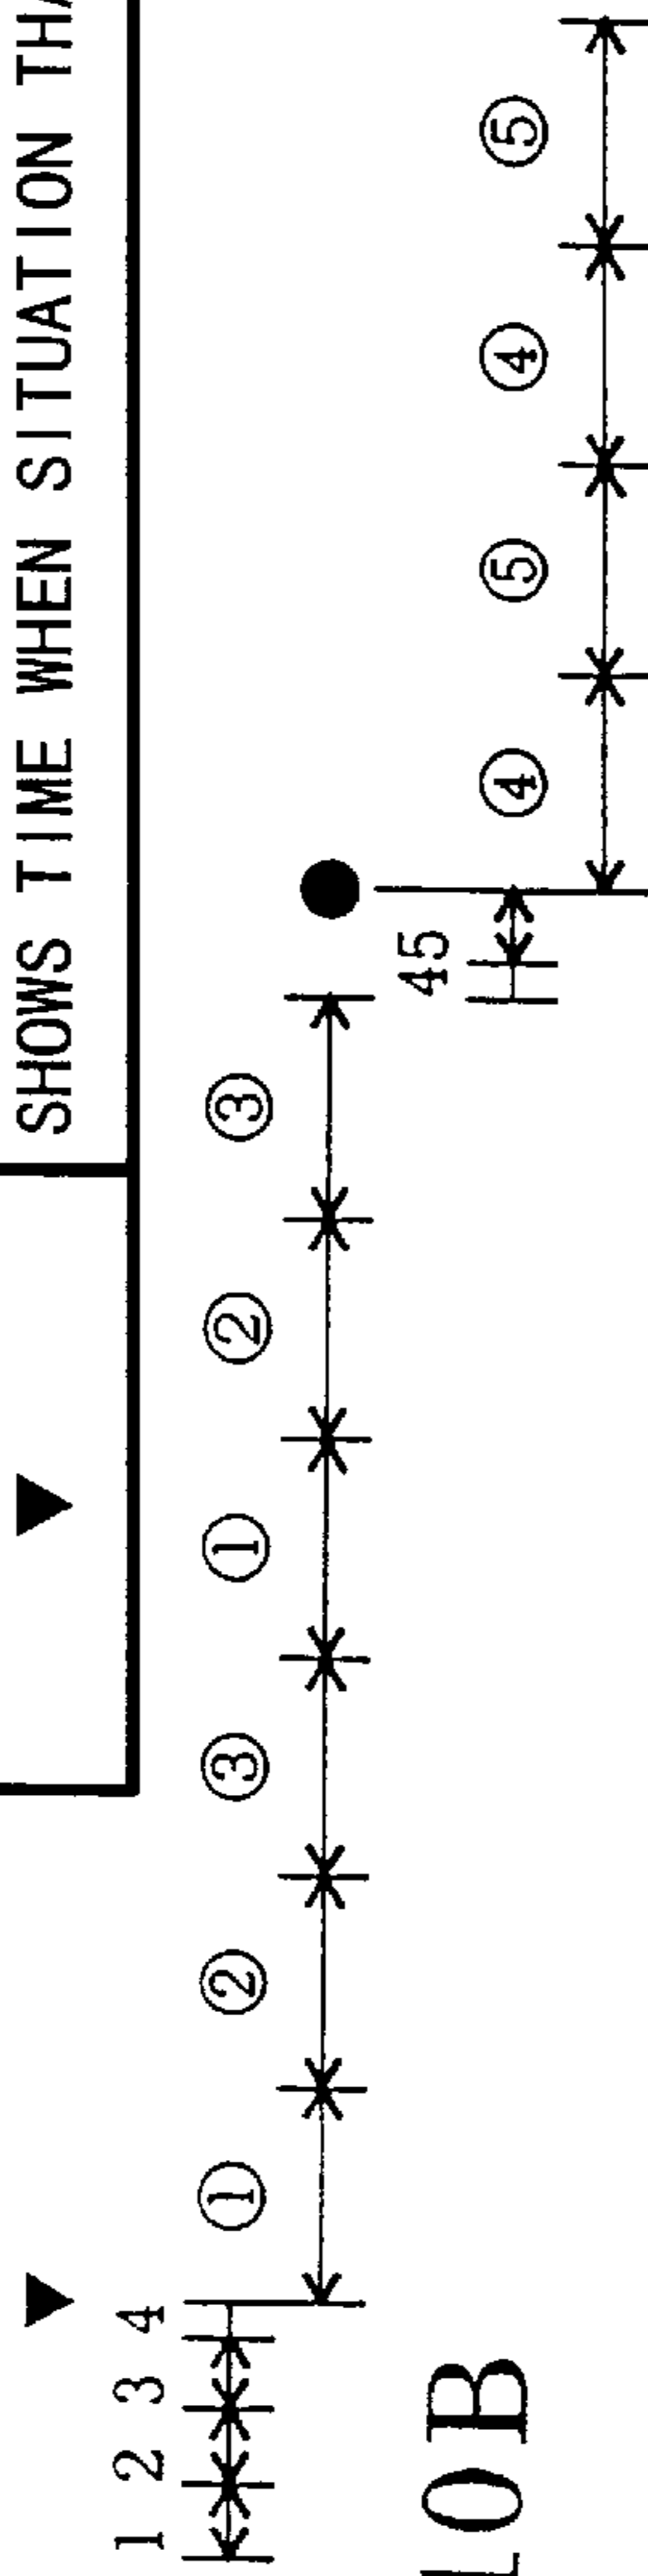 SHOWS TIME WHEN SITUATION
1 2 3 4
① ② ③ ① ② ③
45
④ ⑤ ④ ⑤
10B